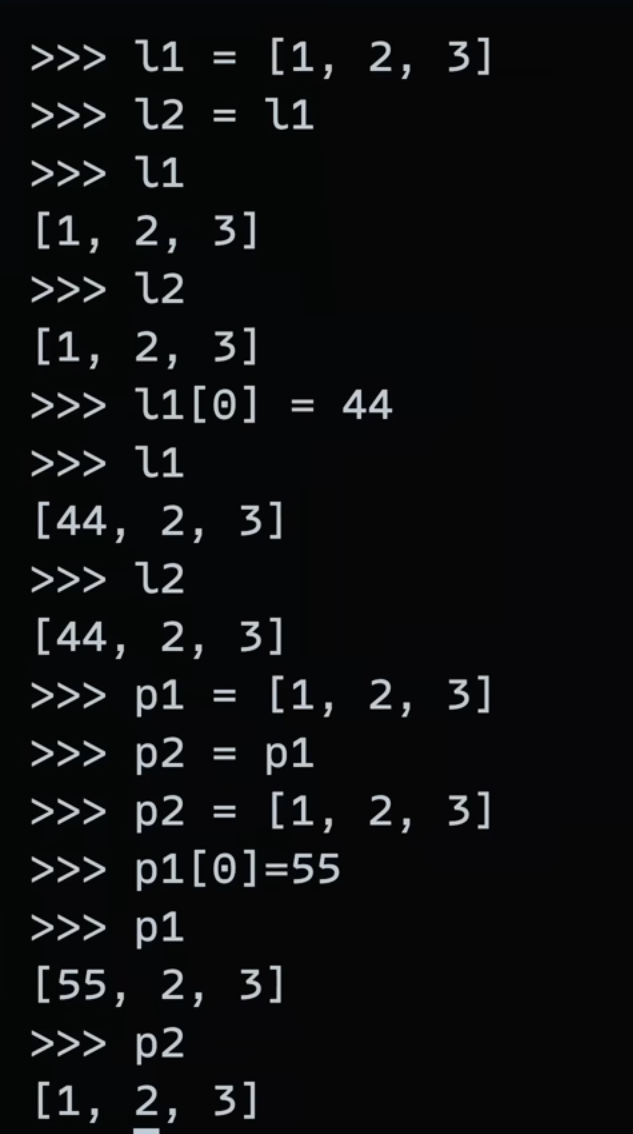 >>> l1 = [1, 2, 3]
>>> l2 = l1
>>> l1
[1, 2, 3]
>>> l2
[1, 2, 3]
>>> l1[0] = 44
>>> l1
[44, 2, 3]
>>> l2
[44, 2, 3]
>>> p1 = [1, 2, 3]
>>> p2 = p1
>>> p2 = [1, 2, 3]
>>> p1[0]=55
>>> p1
[55, 2, 3]
>>> p2
[1, 2, 3]